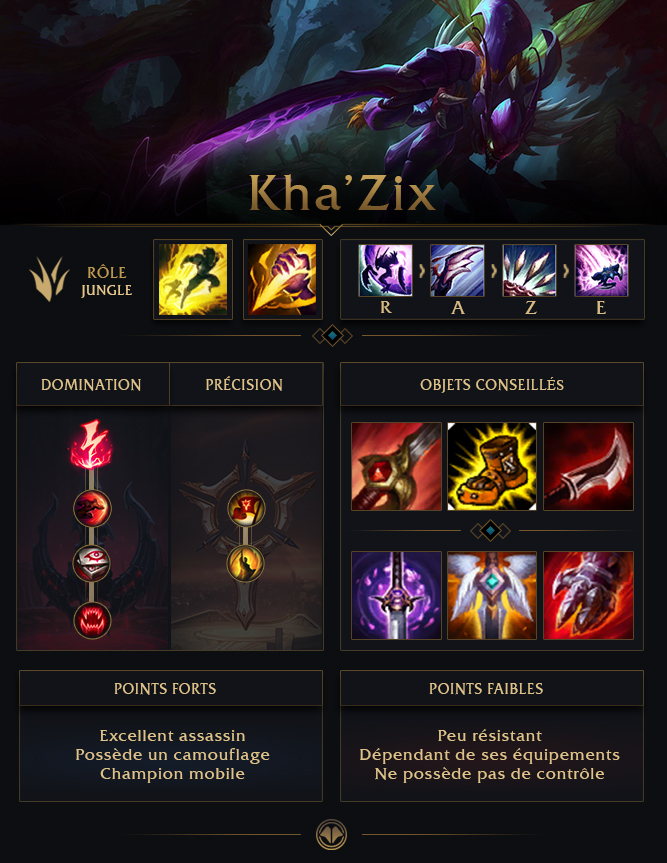 Kha'Zix
RÔLE
JUNGLE
R
A
Z
E
DOMINATION
PRÉCISION
OBJETS CONSEILLÉS
POINTS FORTS
Excellent assassin
Possède un camouflage
Champion mobile
POINTS FAIBLES
Peu résistant
Dépendant de ses équipements
Ne possède pas de contrôle